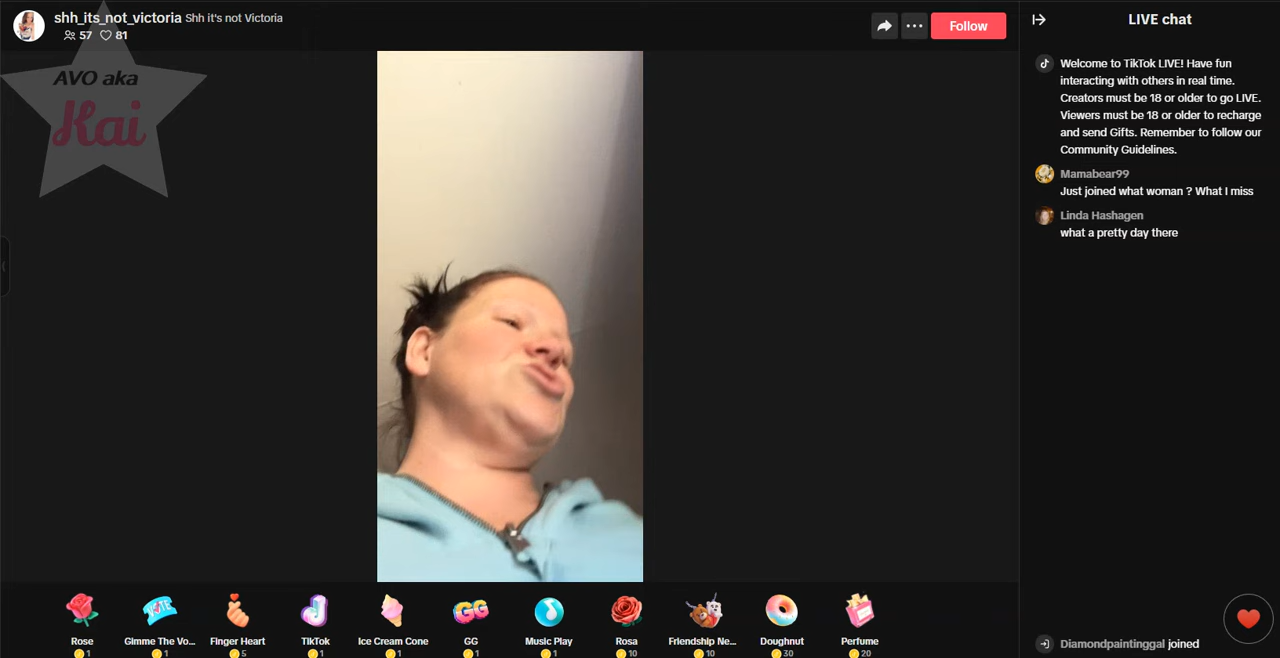 shh_its_not_victoria Shh it's not Victoria
57 81
Follow
AVO aka
Kai
LIVE chat
Welcome to TikTok LIVE! Have fun
interacting with others in real time.
Creators must be 18 or older to go LIVE.
Viewers must be 18 or older to recharge
and send Gifts. Remember to follow our
Community Guidelines.
Mamabear99
Just joined what woman ? What I miss
Linda Hashagen
what a pretty day there
Rose Gimme The Vo... Finger Heart TikTok Ice Cream Cone GG Music Play Rosa Friendship Ne... Doughnut Perfume
1 1 5 1 1 1 1 10 10 30 20
Diamondpaintinggal joined